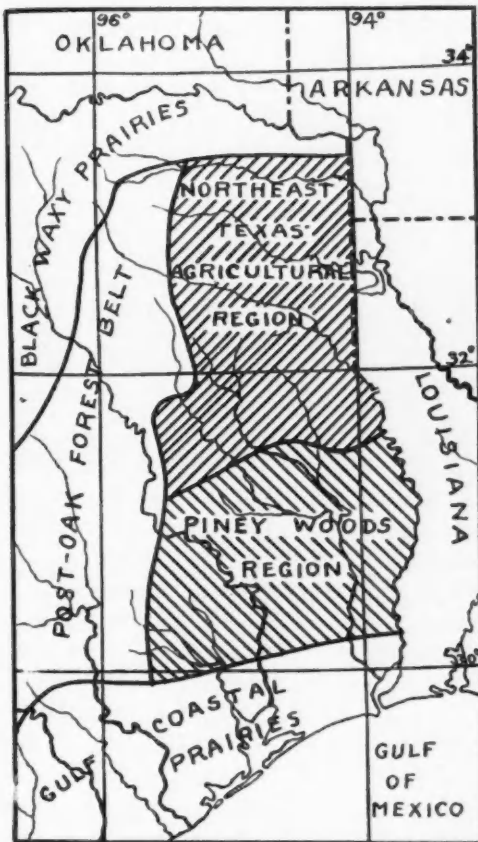 96°
94°
OKLAHOMA
34°
ARKANSAS
BLACK WAXY PRAIRIES
NORTHEAST
TEXAS
AGRICULTURAL
REGION
POST-OAK FOREST BELT
32°
LOUISIANA
PINEY WOODS
REGION
30°
GULF COASTAL PRAIRIES
GULF
OF
MEXICO